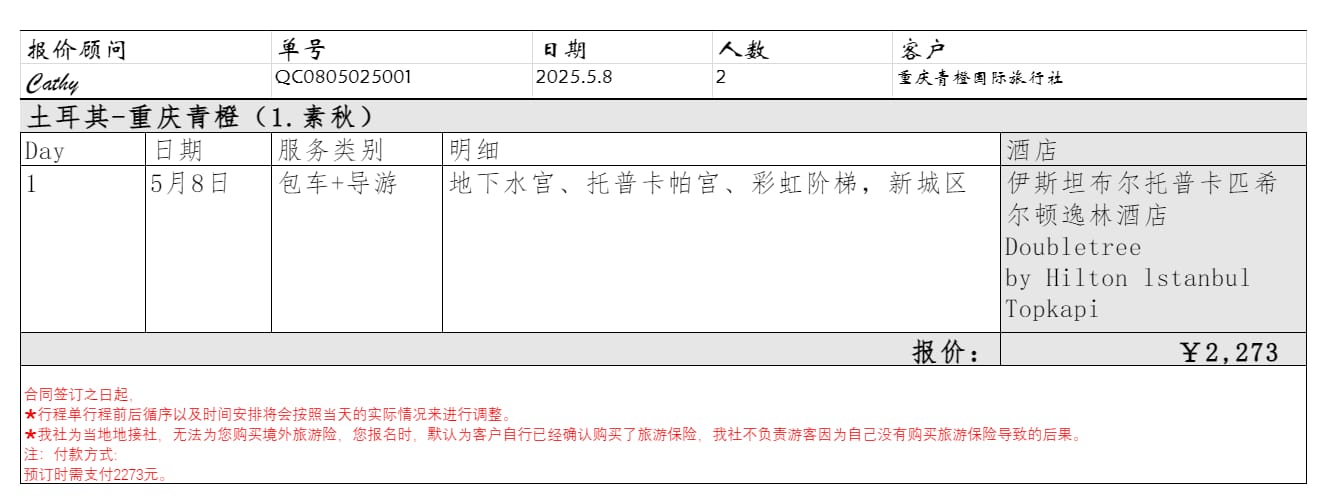 报价顾问 单号 日期 人数 客户
Cathy QC0805025001 2025.5.8 2 重庆青橙国际旅行社
土耳其-重庆青橙（1.素秋）
Day 日期 服务类别 明细 酒店
1 5月8日 包车+导游 地下水宫、托普卡帕宫、彩虹阶梯，新城区 伊斯坦布尔托普卡匹希
尔顿逸林酒店
Doubletree
by Hilton lstanbul
Topkapi
报价： ￥2,273
合同签订之日起，
★行程单行程前后循序以及时间安排将会按照当天的实际情况来进行调整。
★我社为当地地接社，无法为您购买境外旅游险，您报名时，默认为客户自行已经确认购买了旅游保险，我社不负责游客因为自己没有购买旅游保险导致的后果。
注：付款方式:
预订时需支付2273元。